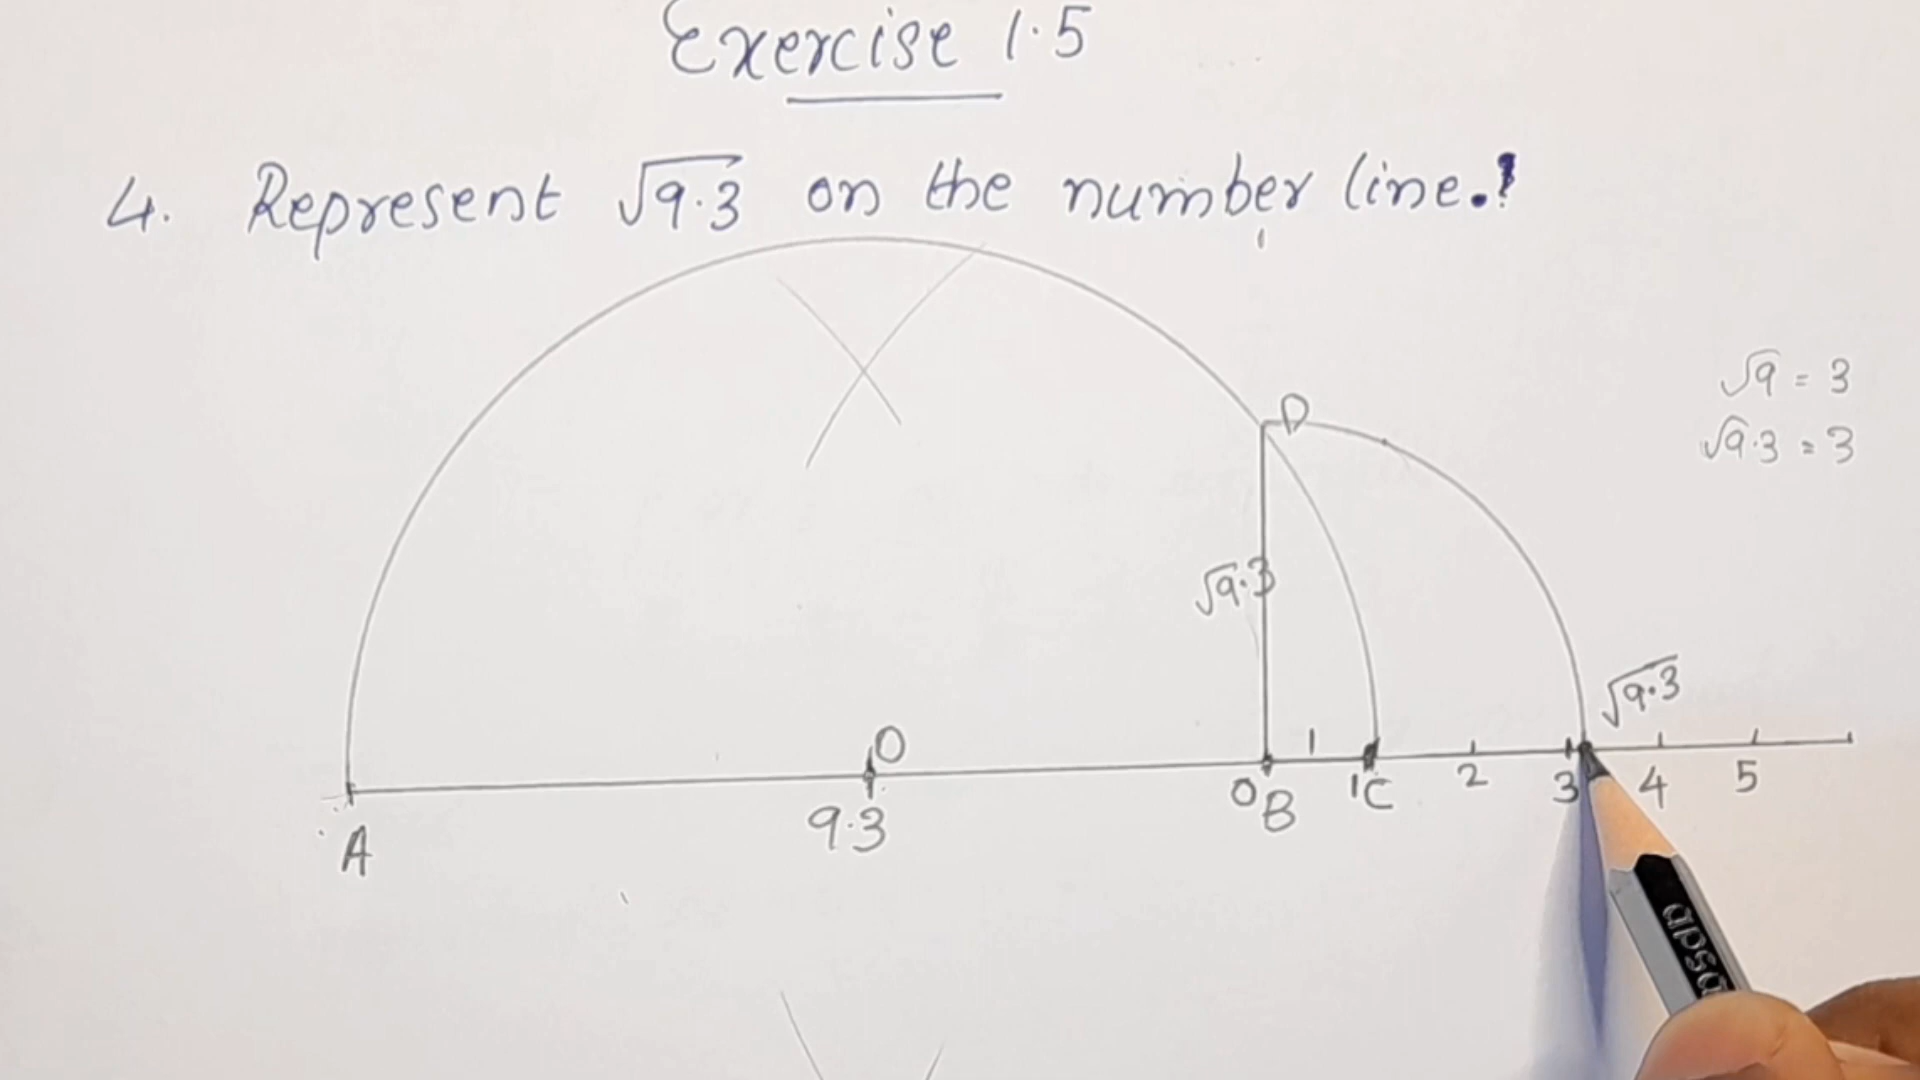 Exercise 1.5
4. Represent √9.3 on the number line.!
√9 = 3
√9.3 = 3
D
√9.3
√9.3
O
1
A
9.3
0 B
1 C
2
3
4
5
apsa